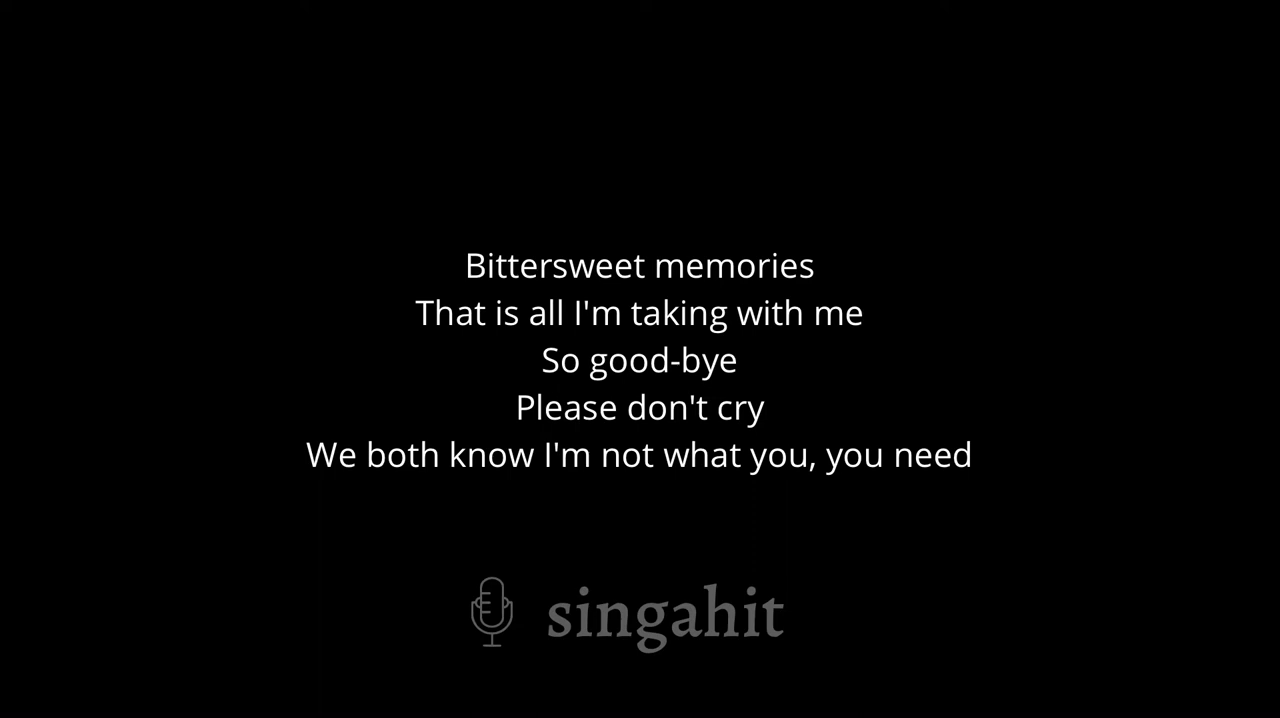 Bittersweet memories
That is all I'm taking with me
So good-bye
Please don't cry
We both know I'm not what you, you need
singahit